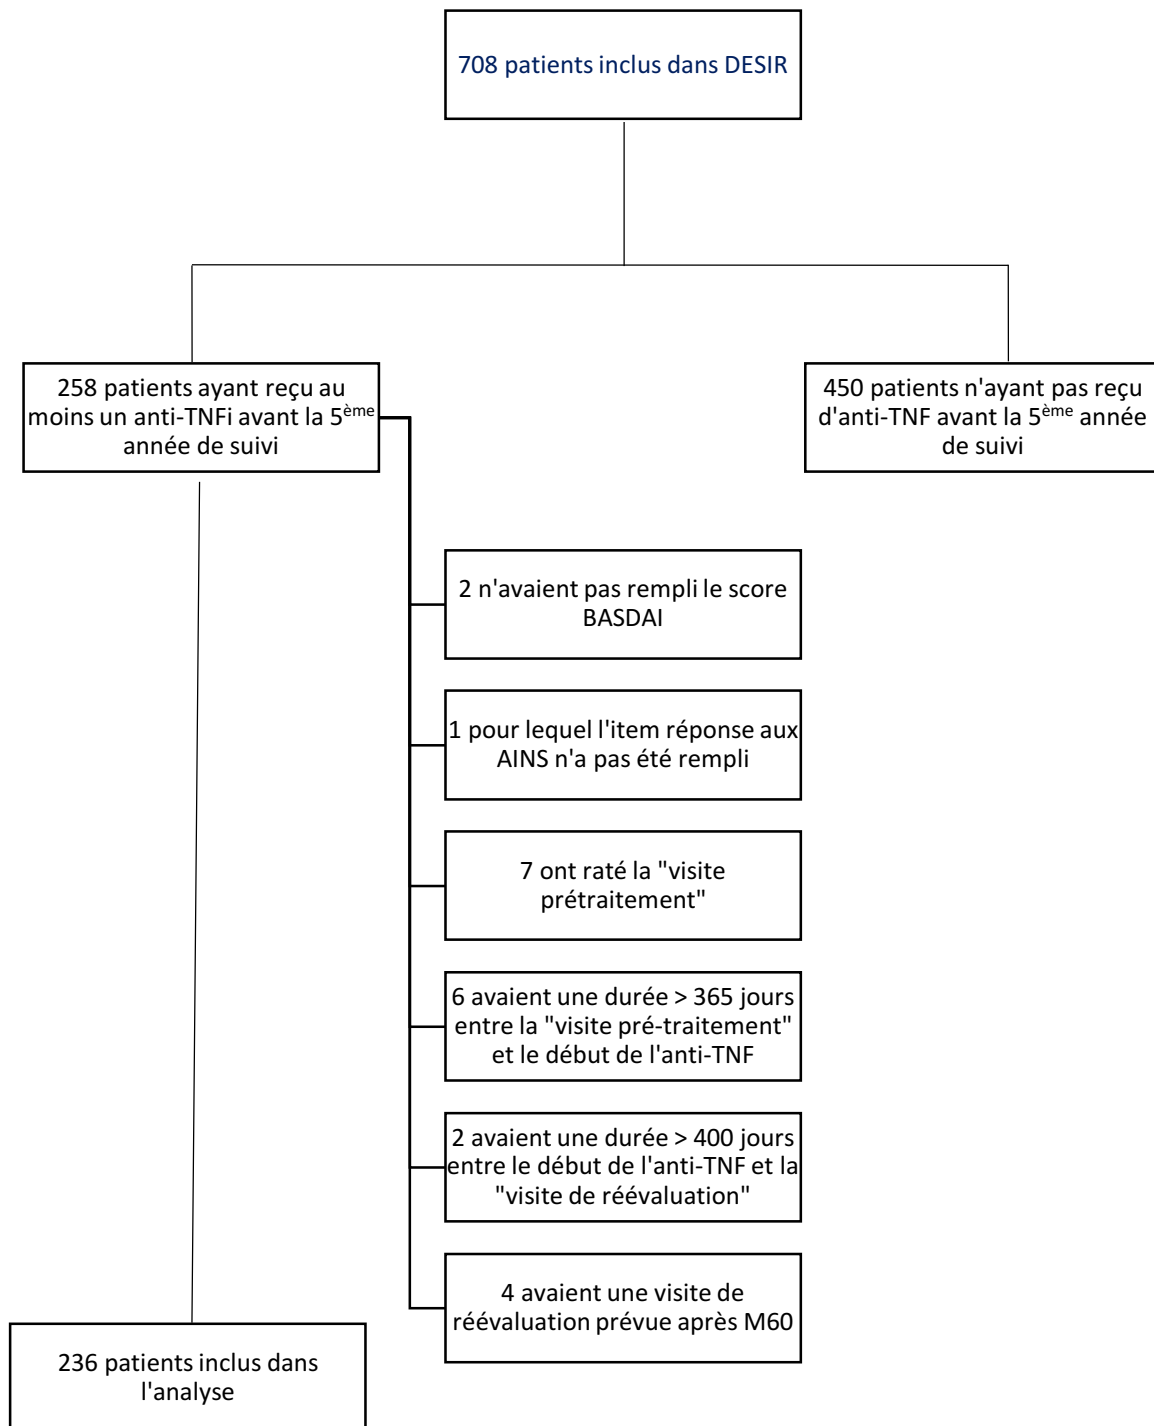 708 patients inclus dans DESIR
258 patients ayant reçu au
moins un anti-TNFi avant la 5ème
année de suivi
450 patients n'ayant pas reçu
d'anti-TNF avant la 5ème année
de suivi
2 n'avaient pas rempli le score
BASDAI
1 pour lequel l'item réponse aux
AINS n'a pas été rempli
7 ont raté la "visite
prétraitement"
6 avaient une durée > 365 jours
entre la "visite pré-traitement"
et le début de l'anti-TNF
2 avaient une durée > 400 jours
entre le début de l'anti-TNF et la
"visite de réévaluation"
4 avaient une visite de
réévaluation prévue après M60
236 patients inclus dans
l'analyse